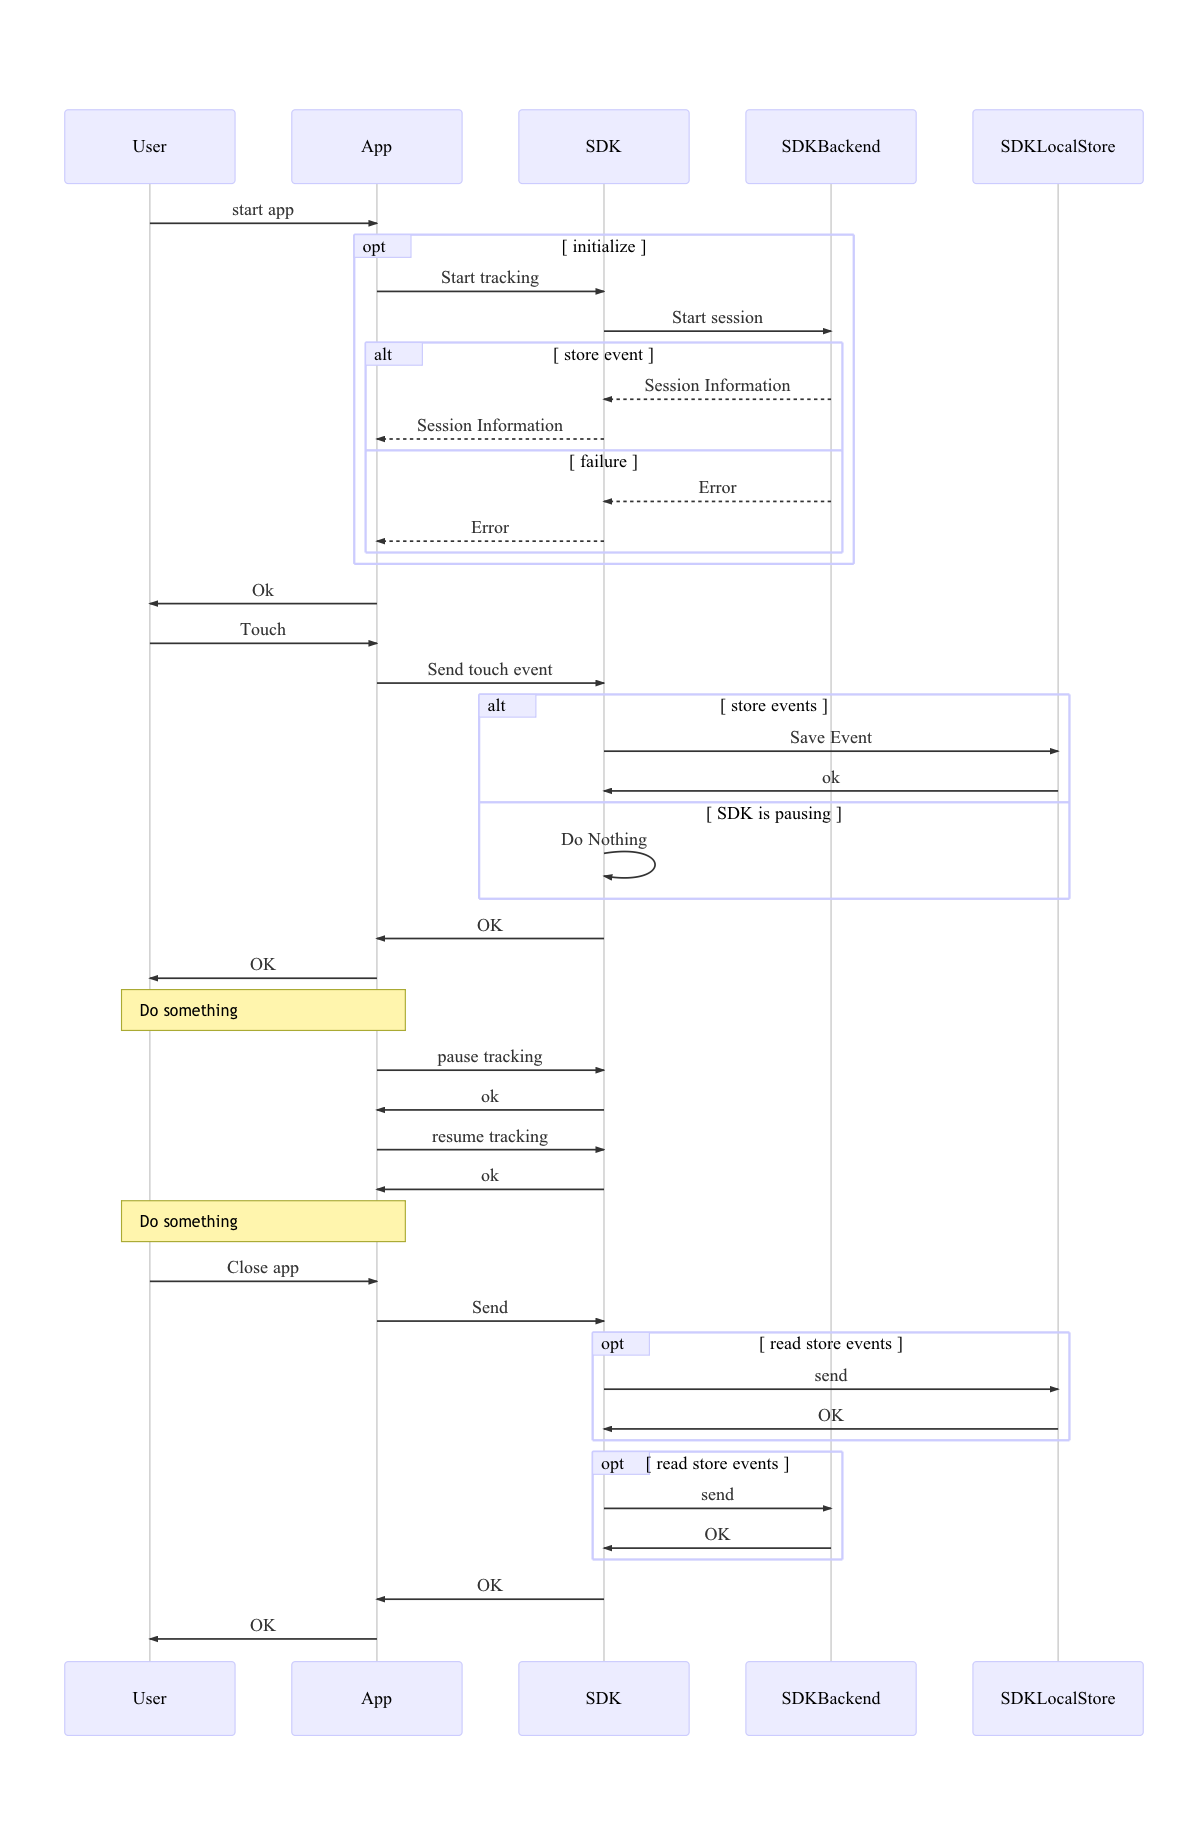 User App SDK SDKBackend SDKLocalStore
start app
opt [ initialize ]
Start tracking
Start session
alt [ store event ]
Session Information
Session Information
[ failure ]
Error
Error
Ok
Touch
Send touch event
alt [ store events ]
Save Event
ok
[ SDK is pausing ]
Do Nothing
OK
OK
Do something
pause tracking
ok
resume tracking
ok
Do something
Close app
Send
opt [ read store events ]
send
OK
opt [ read store events ]
send
OK
OK
OK
User App SDK SDKBackend SDKLocalStore